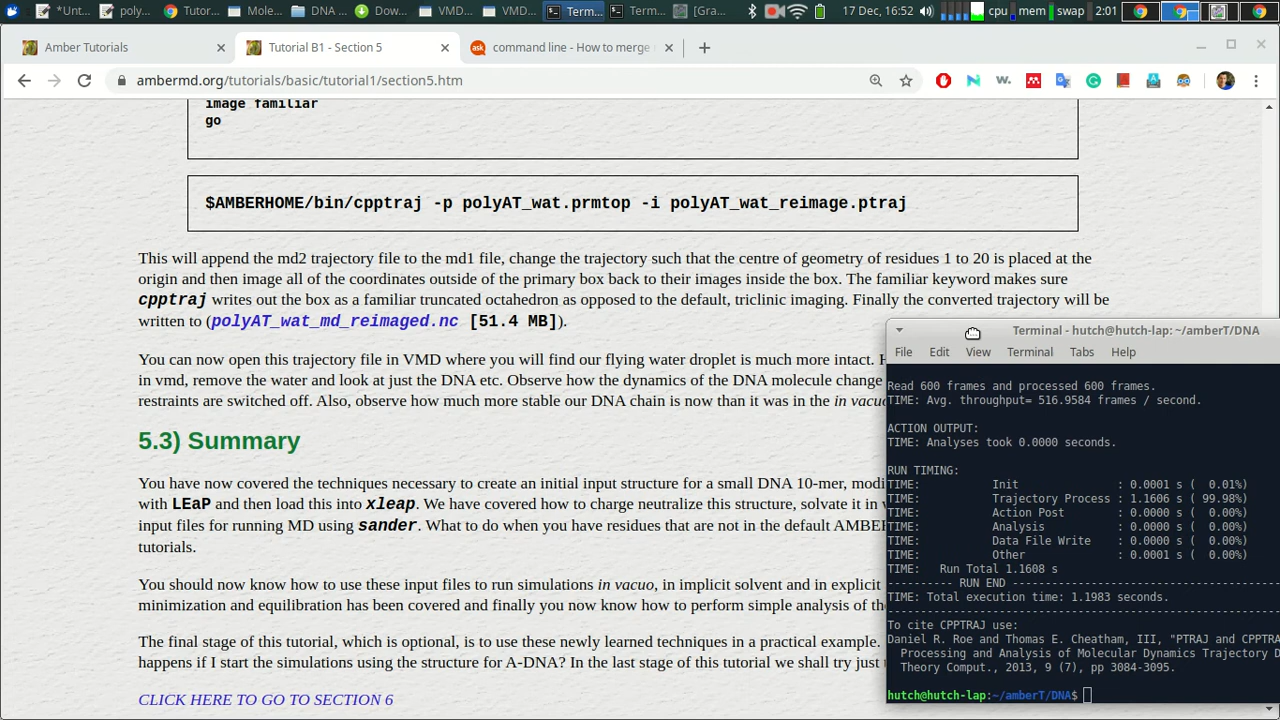 *Unt...
poly...
Tutor...
Mole...
DNA ...
Dow...
VMD...
VMD...
Term...
Term...
[Gra...
17 Dec, 16:52
cpu
mem
swap
2:01
Amber Tutorials
Tutorial B1 - Section 5
command line - How to merge
ambermd.org/tutorials/basic/tutorial1/section5.htm
image familiar
go
$AMBERHOME/bin/cpptraj -p polyAT_wat.prmtop -i polyAT_wat_reimage.ptraj
This will append the md2 trajectory file to the md1 file, change the trajectory such that the centre of geometry of residues 1 to 20 is placed at the
origin and then image all of the coordinates outside of the primary box back to their images inside the box. The familiar keyword makes sure
cpptraj writes out the box as a familiar truncated octahedron as opposed to the default, triclinic imaging. Finally the converted trajectory will be
written to (polyAT_wat_md_reimaged.nc [51.4 MB]).
You can now open this trajectory file in VMD where you will find our flying water droplet is much more intact. H
in vmd, remove the water and look at just the DNA etc. Observe how the dynamics of the DNA molecule change
restraints are switched off. Also, observe how much more stable our DNA chain is now than it was in the in vacuo
5.3) Summary
You have now covered the techniques necessary to create an initial input structure for a small DNA 10-mer, modi
with LEaP and then load this into xleap. We have covered how to charge neutralize this structure, solvate it in v
input files for running MD using sander. What to do when you have residues that are not in the default AMBER
tutorials.
You should now know how to use these input files to run simulations in vacuo, in implicit solvent and in explicit
minimization and equilibration has been covered and finally you now know how to perform simple analysis of the
The final stage of this tutorial, which is optional, is to use these newly learned techniques in a practical example.
happens if I start the simulations using the structure for A-DNA? In the last stage of this tutorial we shall try just
CLICK HERE TO GO TO SECTION 6
Terminal - hutch@hutch-lap: ~/amberT/DNA
File Edit View Terminal Tabs Help
Read 600 frames and processed 600 frames.
TIME: Avg. throughput= 516.9584 frames / second.
ACTION OUTPUT:
TIME: Analyses took 0.0000 seconds.
RUN TIMING:
TIME: Init : 0.0001 s ( 0.01%)
TIME: Trajectory Process : 1.1606 s ( 99.98%)
TIME: Action Post : 0.0000 s ( 0.00%)
TIME: Analysis : 0.0000 s ( 0.00%)
TIME: Data File Write : 0.0000 s ( 0.00%)
TIME: Other : 0.0001 s ( 0.00%)
TIME: Run Total 1.1608 s
---------- RUN END ---------------------------------------
TIME: Total execution time: 1.1983 seconds.
--------------------------------------------------------
To cite CPPTRAJ use:
Daniel R. Roe and Thomas E. Cheatham, III, "PTRAJ and CPPTRA
Processing and Analysis of Molecular Dynamics Trajectory D
Theory Comput., 2013, 9 (7), pp 3084-3095.
hutch@hutch-lap:~/amberT/DNA$